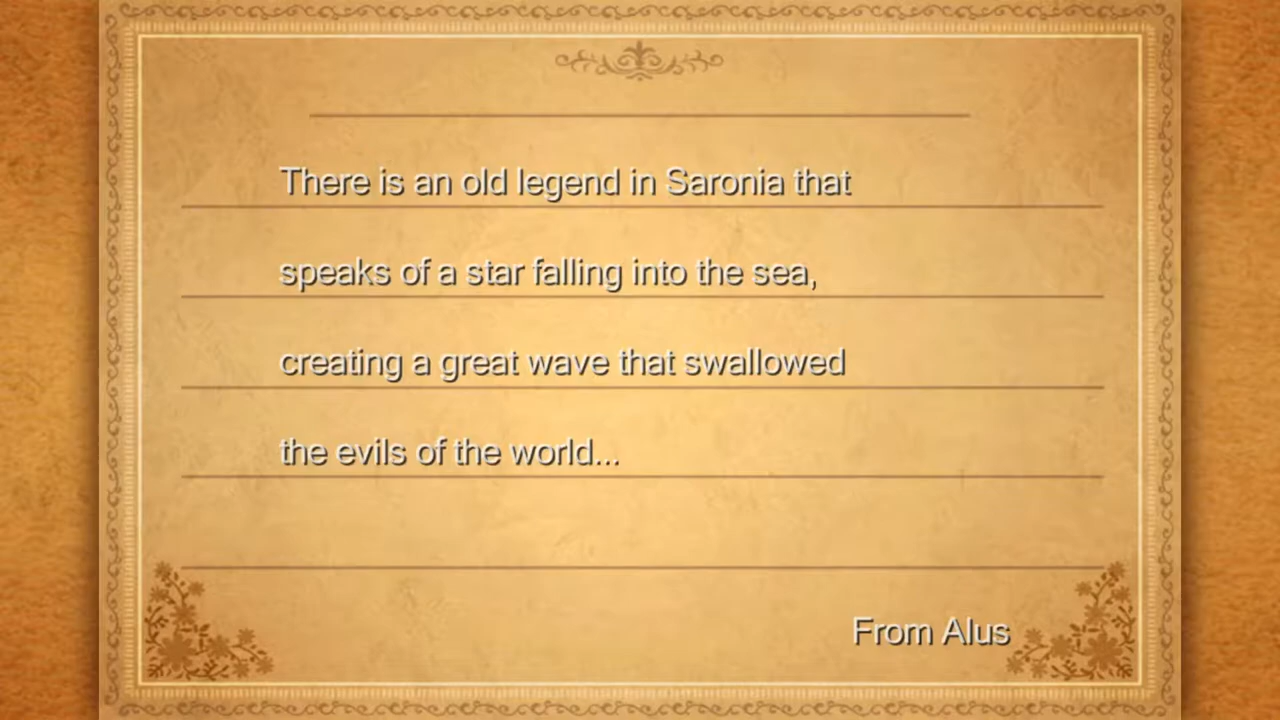 There is an old legend in Saronia that
speaks of a star falling into the sea,
creating a great wave that swallowed
the evils of the world...
From Alus